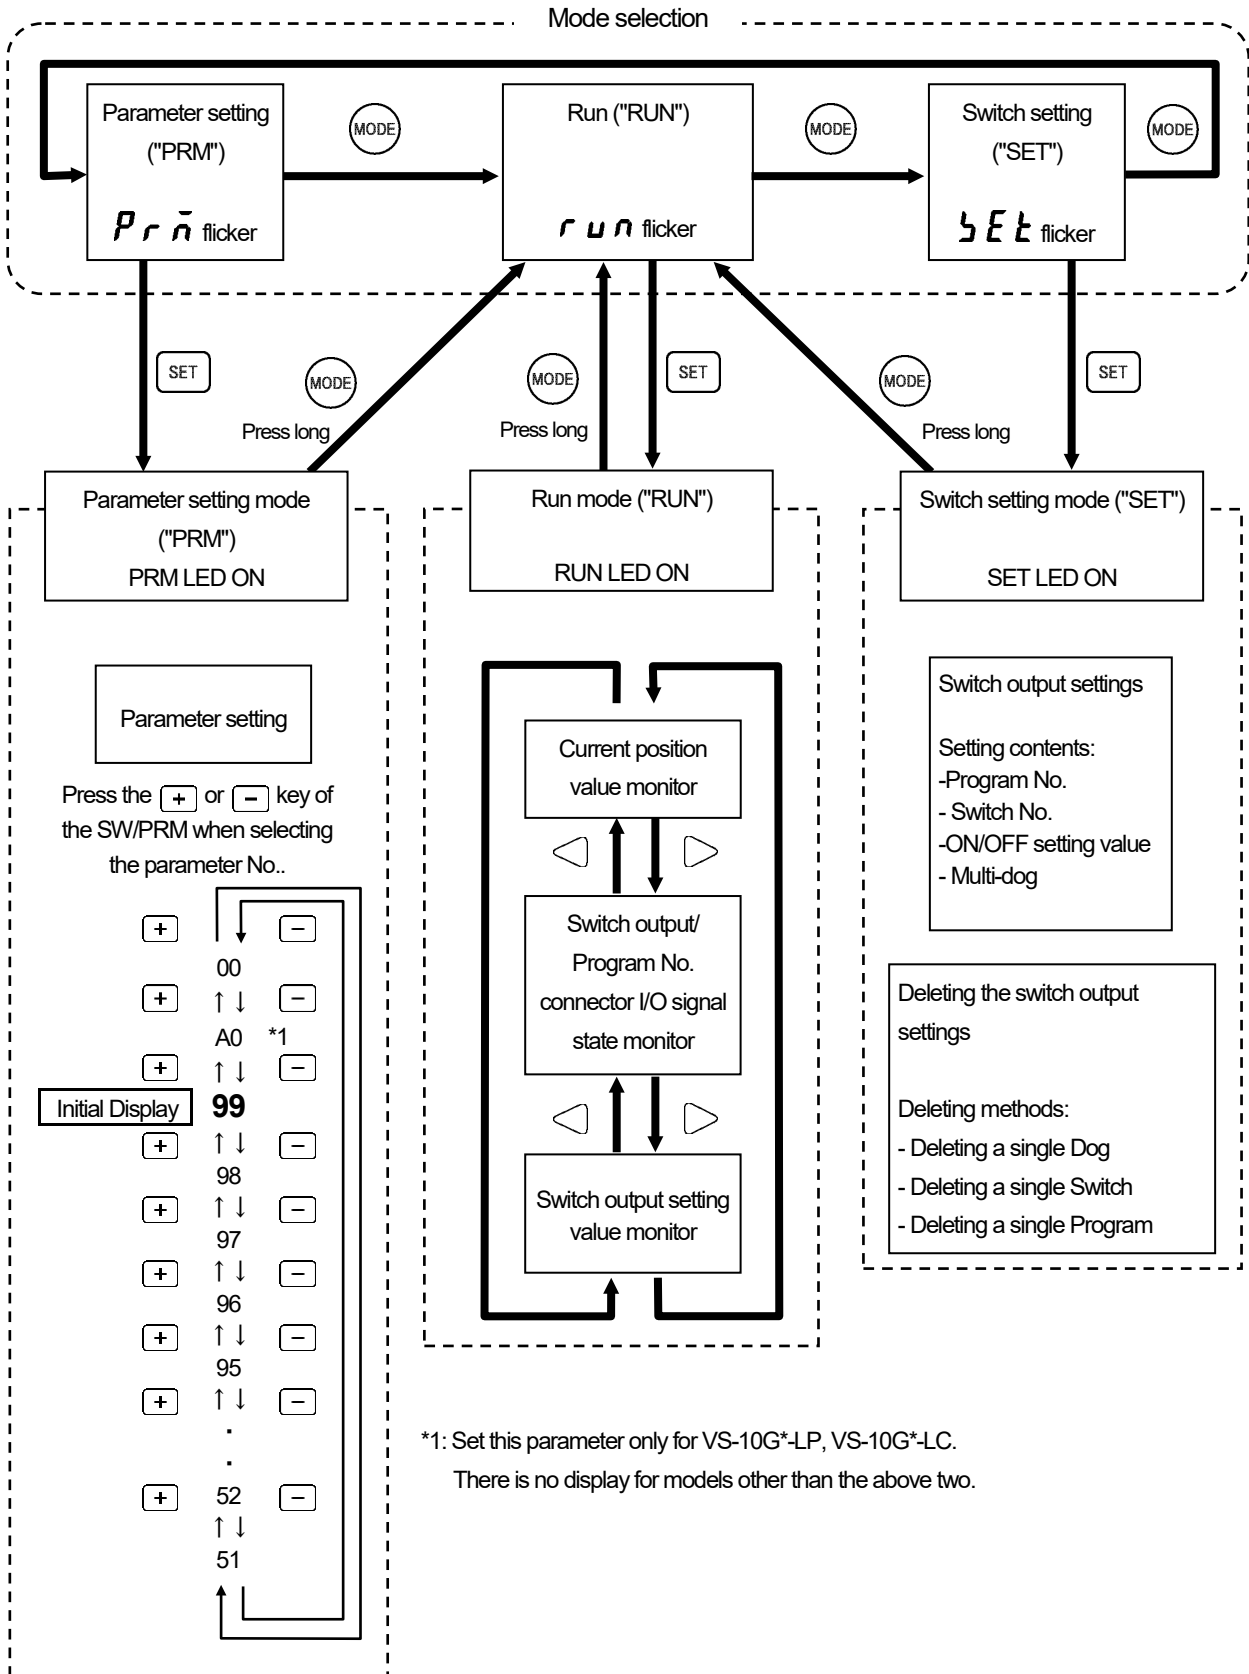 Mode selection
Parameter setting
("PRM")
Prm flicker
MODE
Run ("RUN")
run flicker
MODE
Switch setting
("SET")
SEt flicker
MODE
SET
MODE
Press long
MODE
Press long
SET
MODE
Press long
SET
Parameter setting mode
("PRM")
PRM LED ON
Run mode ("RUN")
RUN LED ON
Switch setting mode ("SET")
SET LED ON
Parameter setting
Press the + or − key of
the SW/PRM when selecting
the parameter No..
+ −
00
+ ↑↓ −
A0 *1
+ ↑↓ −
Initial Display 99
+ ↑↓ −
98
+ ↑↓ −
97
+ ↑↓ −
96
+ ↑↓ −
95
+ ↑↓ −
.
.
+ 52 −
↑↓
51
Current position
value monitor
Switch output/
Program No.
connector I/O signal
state monitor
Switch output setting
value monitor
Switch output settings
Setting contents:
-Program No.
- Switch No.
-ON/OFF setting value
- Multi-dog
Deleting the switch output
settings
Deleting methods:
- Deleting a single Dog
- Deleting a single Switch
- Deleting a single Program
*1: Set this parameter only for VS-10G*-LP, VS-10G*-LC.
There is no display for models other than the above two.